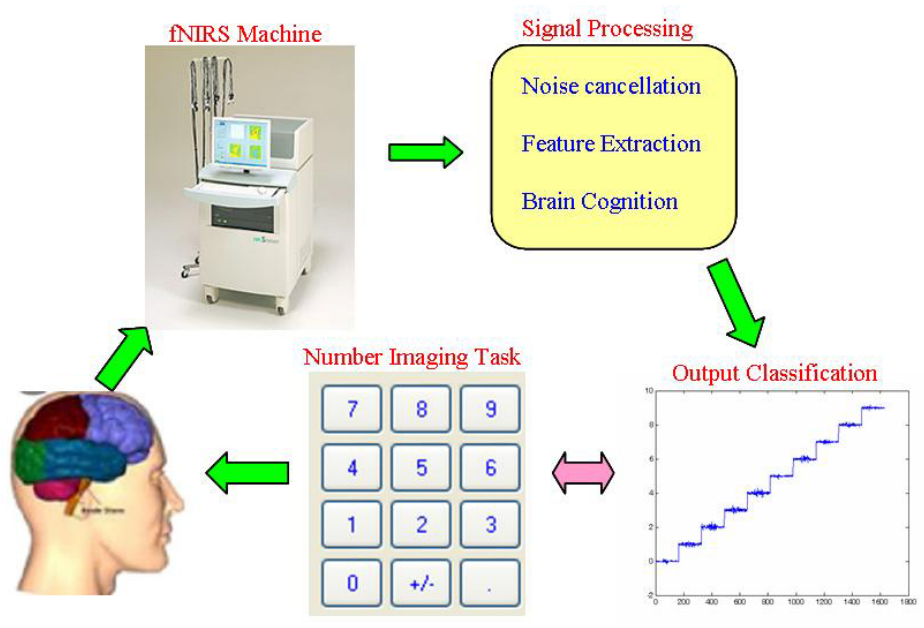 fNIRS Machine
Signal Processing
Noise cancellation
Feature Extraction
Brain Cognition
Number Imaging Task
7 8 9
4 5 6
1 2 3
0 +/- .
Output Classification
10
8
6
4
2
0
-2
0 200 400 600 800 1000 1200 1400 1600 1800